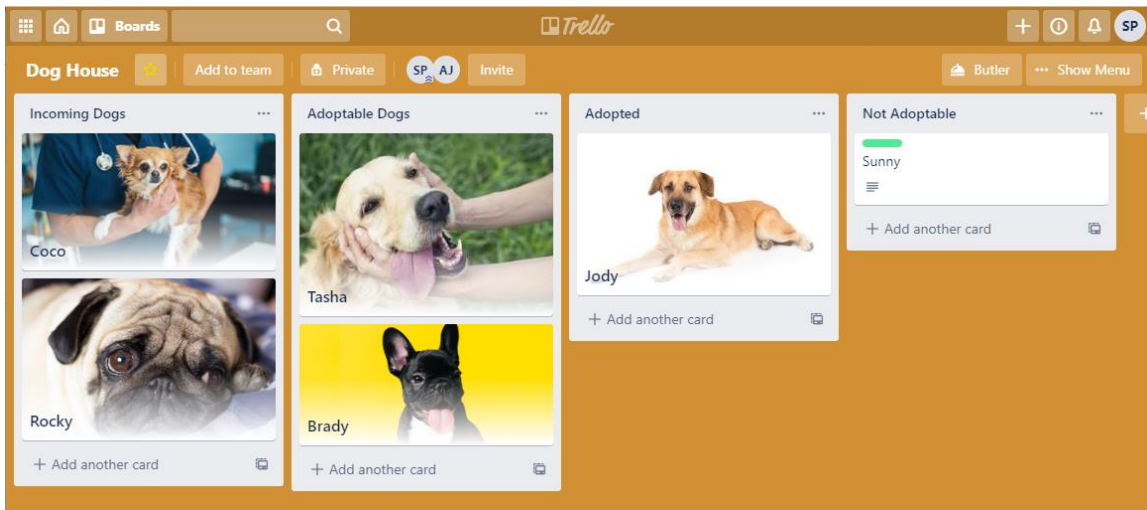 Boards
Trello
SP
Dog House
Add to team
Private
SP AJ
Invite
Butler
Show Menu
Incoming Dogs
Coco
Rocky
+ Add another card
Adoptable Dogs
Tasha
Brady
+ Add another card
Adopted
Jody
+ Add another card
Not Adoptable
Sunny
+ Add another card